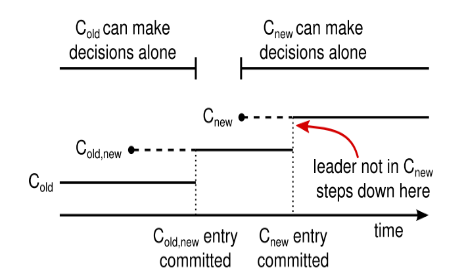 C_old can make
decisions alone
C_new can make
decisions alone
C_new
C_old,new
C_old
leader not in C_new
steps down here
time
C_old,new entry
committed
C_new entry
committed